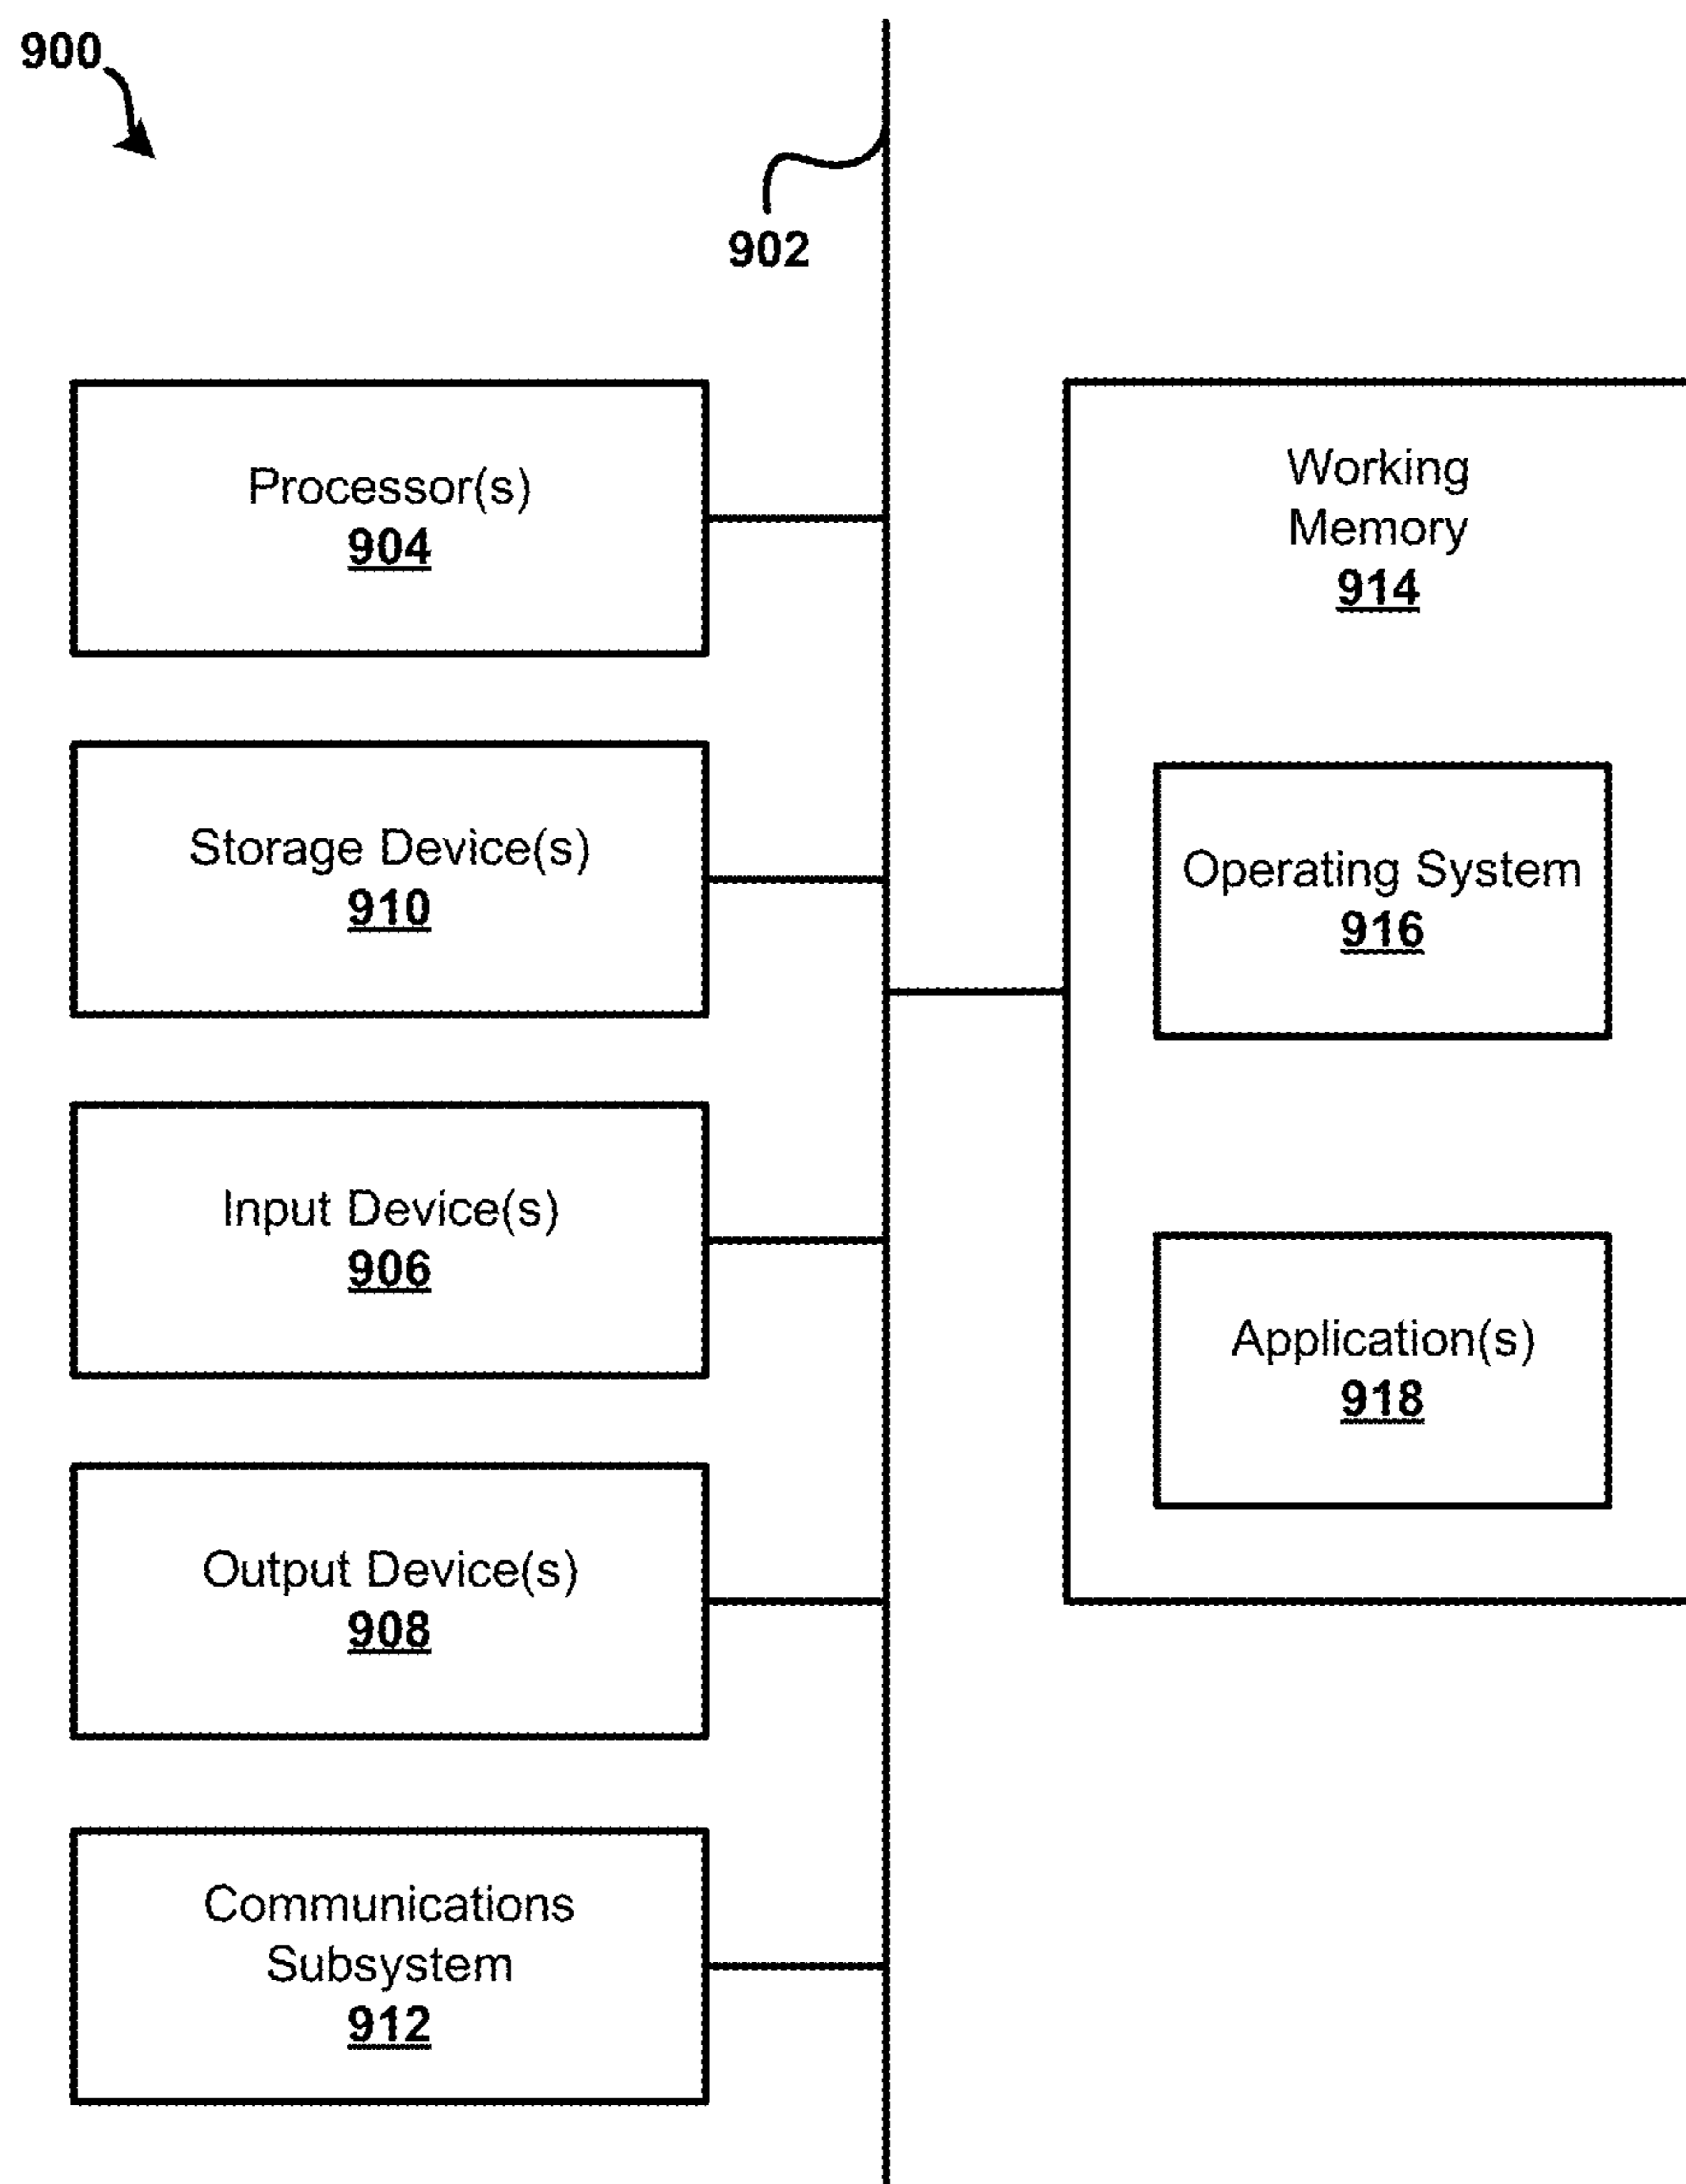 900
902
Processor(s)
904
Storage Device(s)
910
Input Device(s)
906
Output Device(s)
908
Communications
Subsystem
912
Working
Memory
914
Operating System
916
Application(s)
918